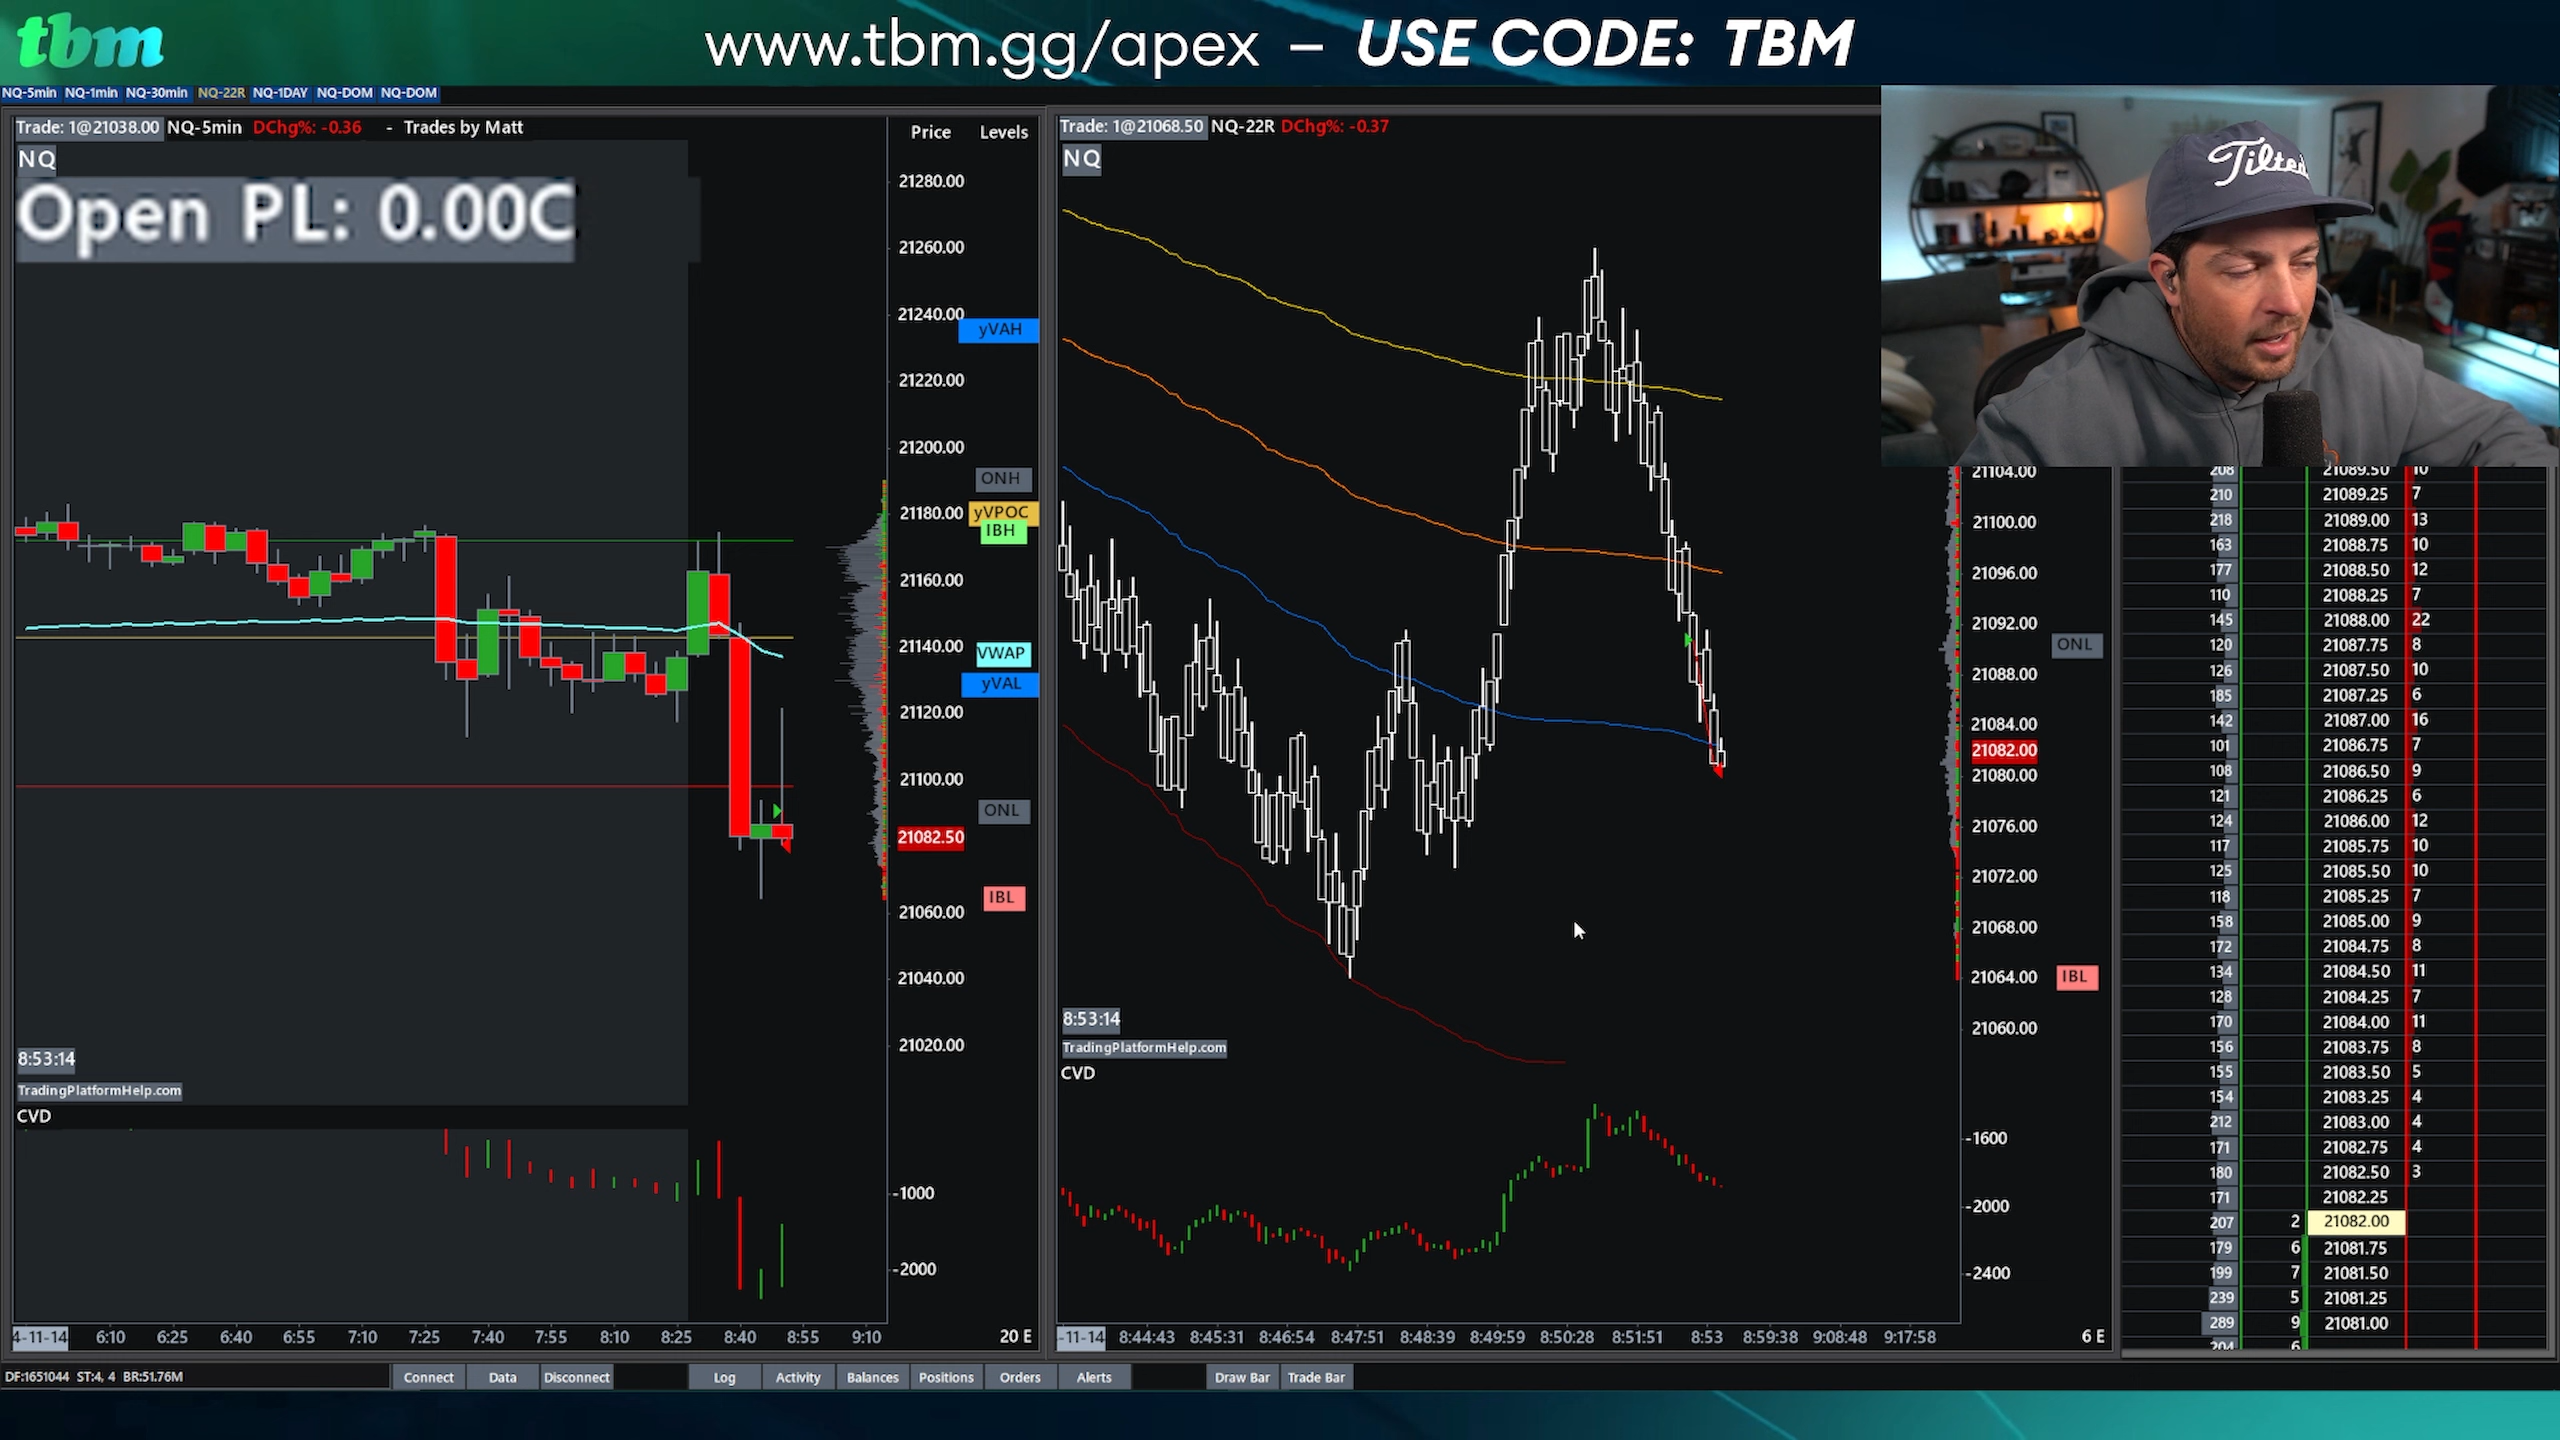 tbm
www.tbm.gg/apex – USE CODE: TBM
NQ-5min NQ-1min NQ-30min NQ-22R NQ-1DAY NQ-DOM NQ-DOM
Trade: 1@21038.00 NQ-5min DChg%: -0.36 - Trades by Matt
Price Levels
NQ
Open PL: 0.00C
21280.00
21260.00
21240.00
yVAH
21220.00
21200.00
ONH
21180.00
yVPOC
IBH
21160.00
21140.00
VWAP
yVAL
21120.00
21100.00
ONL
21082.50
IBL
21060.00
21040.00
21020.00
8:53:14
TradingPlatformHelp.com
CVD
-1000
-2000
4-11-14 6:10 6:25 6:40 6:55 7:10 7:25 7:40 7:55 8:10 8:25 8:40 8:55 9:10 20 E
Trade: 1@21068.50 NQ-22R DChg%: -0.37
NQ
21104.00
21100.00
21096.00
21092.00
ONL
21088.00
21084.00
21082.00
21080.00
21076.00
21072.00
21068.00
21064.00 IBL
21060.00
8:53:14
TradingPlatformHelp.com
CVD
-1600
-2000
-2400
-11-14 8:44:43 8:45:31 8:46:54 8:47:51 8:48:39 8:49:59 8:50:28 8:51:51 8:53 8:59:38 9:08:48 9:17:58 6 E
Tilted
208 21089.50 10
210 21089.25 7
218 21089.00 13
163 21088.75 10
177 21088.50 12
110 21088.25 7
145 21088.00 22
120 21087.75 8
126 21087.50 10
185 21087.25 6
142 21087.00 16
101 21086.75 7
108 21086.50 9
121 21086.25 6
124 21086.00 12
117 21085.75 10
125 21085.50 10
118 21085.25 7
158 21085.00 9
172 21084.75 8
134 21084.50 11
128 21084.25 7
170 21084.00 11
156 21083.75 8
155 21083.50 5
154 21083.25 4
212 21083.00 4
171 21082.75 4
180 21082.50 3
171 21082.25
207 2 21082.00
179 6 21081.75
199 7 21081.50
239 5 21081.25
289 9 21081.00
204 6
DF:1651044 ST:4, 4 BR:51.76M
Connect Data Disconnect Log Activity Balances Positions Orders Alerts Draw Bar Trade Bar